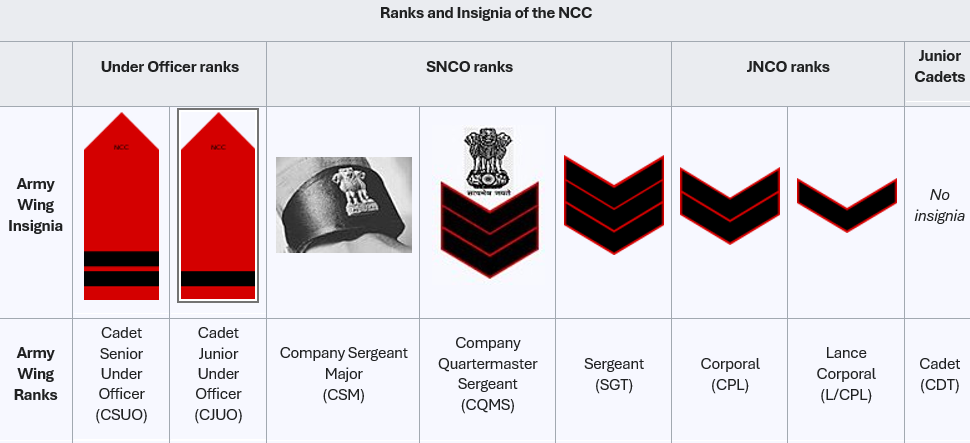 Ranks and Insignia of the NCC
Under Officer ranks
SNCO ranks
JNCO ranks
Junior
Cadets
Army
Wing
Insignia
NCC
NCC
सत्यमेव जयते
No
insignia
Army
Wing
Ranks
Cadet
Senior
Under
Officer
(CSUO)
Cadet
Junior
Under
Officer
(CJUO)
Company Sergeant
Major
(CSM)
Company
Quartermaster
Sergeant
(CQMS)
Sergeant
(SGT)
Corporal
(CPL)
Lance
Corporal
(L/CPL)
Cadet
(CDT)